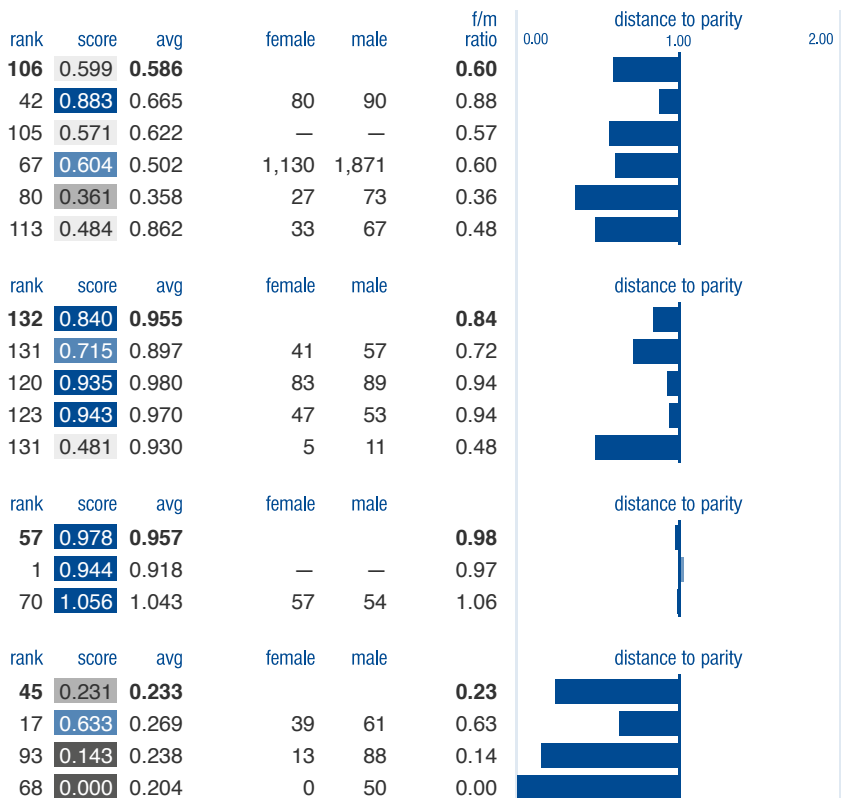 f/m distance to parity
rank score avg female male ratio 0.00 1.00 2.00
106 0.599 0.586 0.60
42 0.883 0.665 80 90 0.88
105 0.571 0.622 — — 0.57
67 0.604 0.502 1,130 1,871 0.60
80 0.361 0.358 27 73 0.36
113 0.484 0.862 33 67 0.48
rank score avg female male distance to parity
132 0.840 0.955 0.84
131 0.715 0.897 41 57 0.72
120 0.935 0.980 83 89 0.94
123 0.943 0.970 47 53 0.94
131 0.481 0.930 5 11 0.48
rank score avg female male distance to parity
57 0.978 0.957 0.98
1 0.944 0.918 — — 0.97
70 1.056 1.043 57 54 1.06
rank score avg female male distance to parity
45 0.231 0.233 0.23
17 0.633 0.269 39 61 0.63
93 0.143 0.238 13 88 0.14
68 0.000 0.204 0 50 0.00